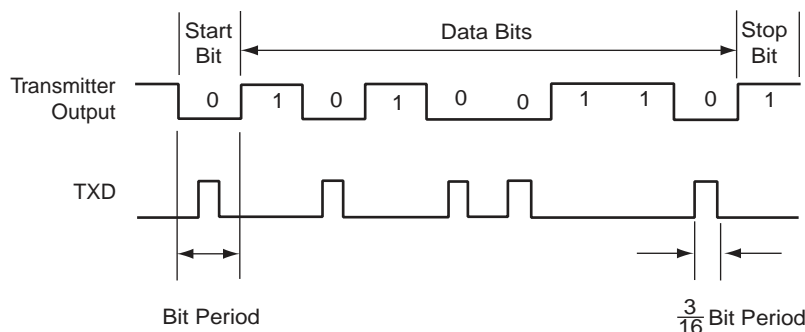 Start
Bit
Data Bits
Stop
Bit
Transmitter
Output
0 1 0 1 0 0 1 1 0 1
TXD
Bit Period
3/16 Bit Period